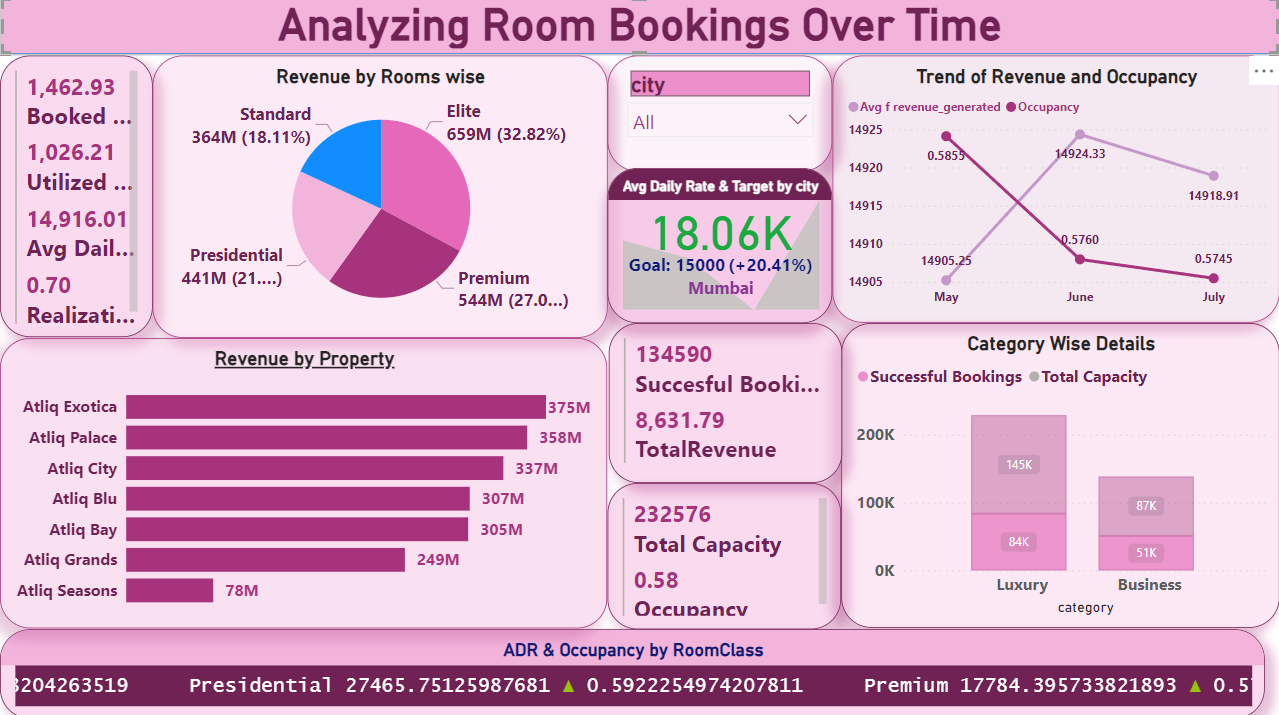 Analyzing Room Bookings Over Time
1,462.93
Booked ...
1,026.21
Utilized ...
14,916.01
Avg Dail...
0.70
Realizati...
Revenue by Rooms wise
Standard
364M (18.11%)
Elite
659M (32.82%)
Presidential
441M (21....)
Premium
544M (27.0...)
city
All
Avg Daily Rate & Target by city
18.06K
Goal: 15000 (+20.41%)
Mumbai
Trend of Revenue and Occupancy
Avg f revenue_generated Occupancy
14925
14920
14915
14910
14905
0.5855
14924.33
14918.91
14905.25
0.5760
0.5745
May June July
Revenue by Property
Atliq Exotica 375M
Atliq Palace 358M
Atliq City 337M
Atliq Blu 307M
Atliq Bay 305M
Atliq Grands 249M
Atliq Seasons 78M
134590
Succesful Booki...
8,631.79
TotalRevenue
232576
Total Capacity
0.58
Occupancy
Category Wise Details
Successful Bookings Total Capacity
200K
100K
0K
145K
84K
87K
51K
Luxury Business
category
ADR & Occupancy by RoomClass
3204263519 Presidential 27465.75125987681 ▲ 0.5922254974207811 Premium 17784.395733821893 ▲ 0.5